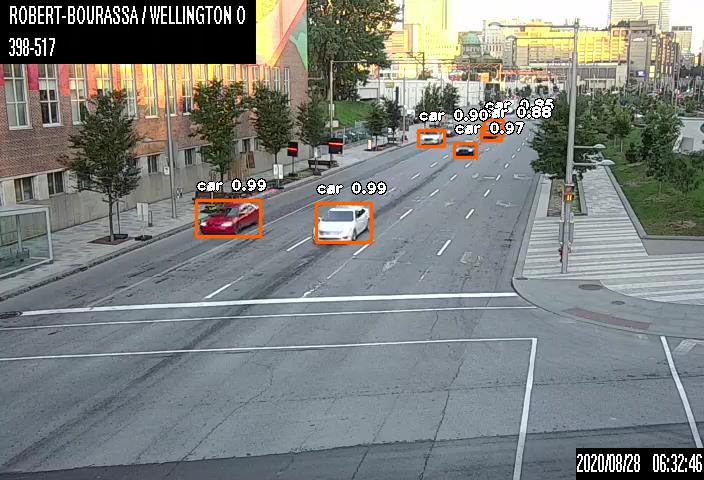 ROBERT-BOURASSA / WELLINGTON O
398-517
car 0.90
car 0.88
car 0.97
car 0.99
car 0.99
2020/08/28 06:32:46